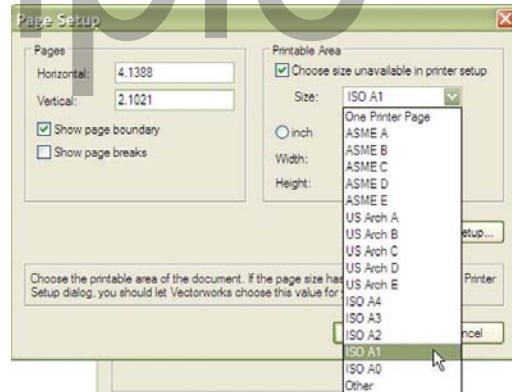 Page Setup
Pages
Horizontal: 4.1388
Vertical: 2.1021
Show page boundary
Show page breaks
Printable Area
Choose size unavailable in printer setup
Size: ISO A1
inch
Width:
Height:
One Printer Page
ASME A
ASME B
ASME C
ASME D
ASME E
US Arch A
US Arch B
US Arch C
US Arch D
US Arch E
ISO A4
ISO A3
ISO A2
ISO A1
ISO A0
Other
etup...
Choose the printable area of the document. If the page size has Printer
Setup dialog, you should let Vectorworks choose this value for
ncel